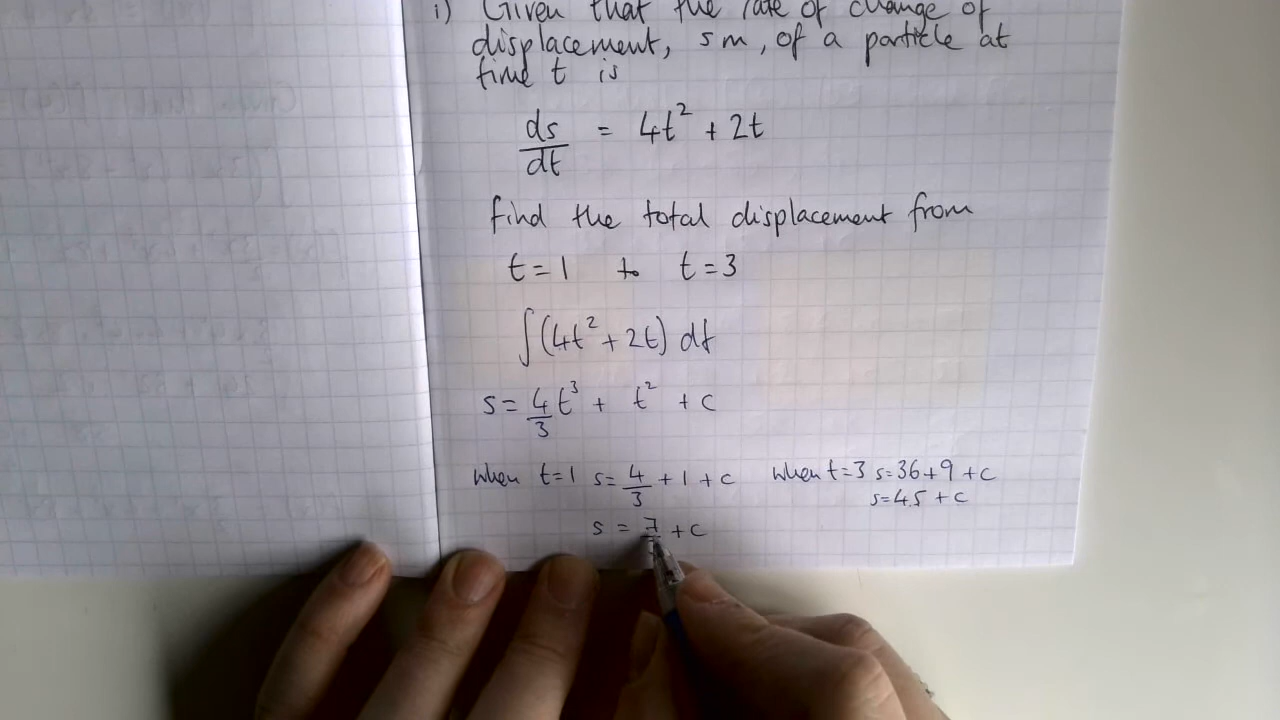 i) Given that the rate of change of
displacement, s m, of a particle at
time t is
ds/dt = 4t² + 2t
find the total displacement from
t = 1 to t = 3
∫(4t² + 2t) dt
s = 4/3 t³ + t² + c
when t=1 s = 4/3 + 1 + c when t=3 s=36+9+c
s=45+c
s = 7/3 + c